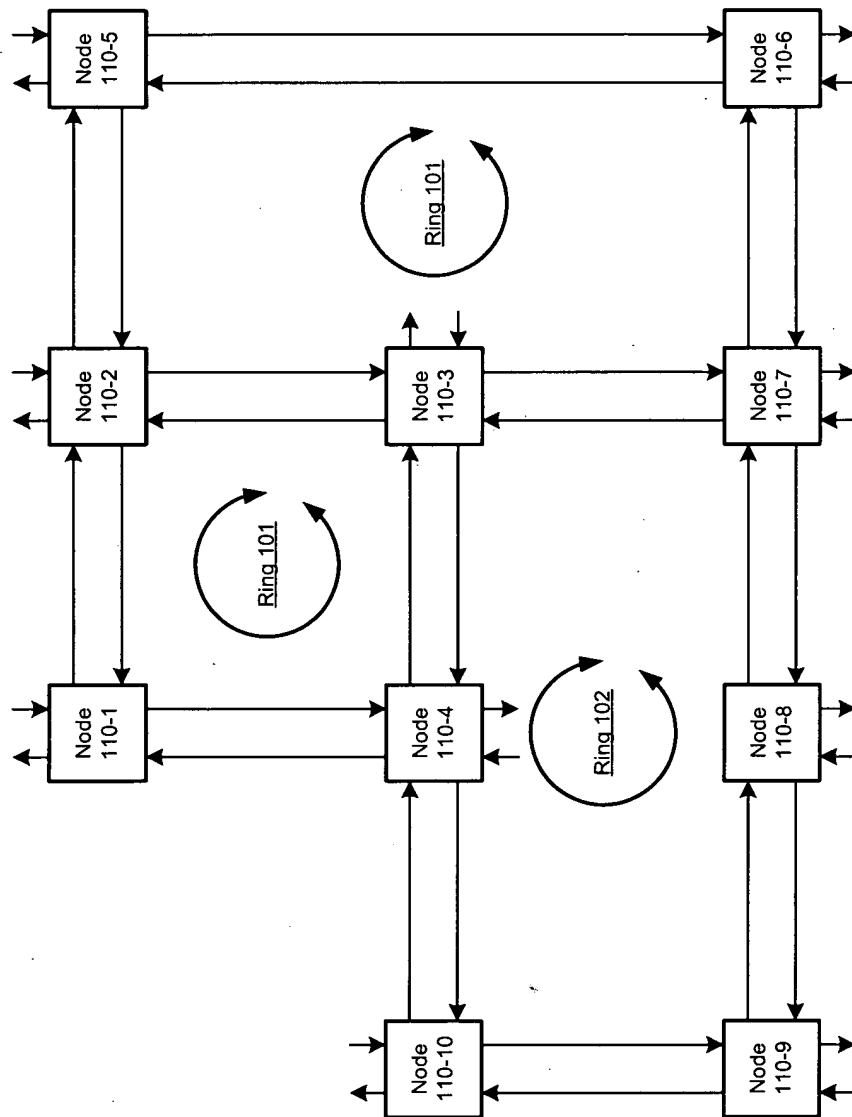 Node
110-1
Node
110-2
Node
110-5
Ring 101
Node
110-10
Node
110-4
Node
110-3
Ring 101
Ring 102
Node
110-9
Node
110-8
Node
110-7
Node
110-6